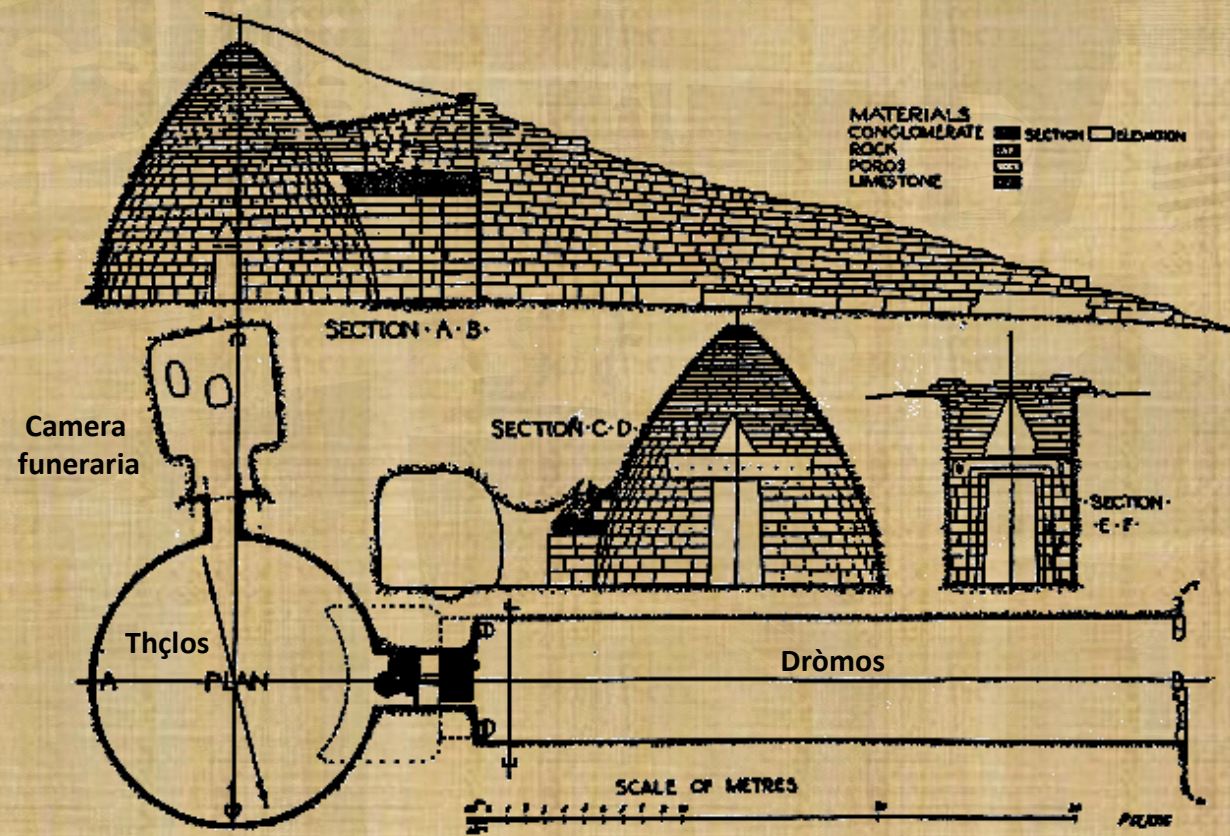 MATERIALS
CONGLOMERATE SECTION ELEVATION
ROCK
POROS
LIMESTONE
SECTION · A · B ·
Camera
funeraria
SECTION · C · D ·
· SECTION ·
· E · F ·
Thçlos
A PLAN
Dròmos
B
SCALE OF METRES